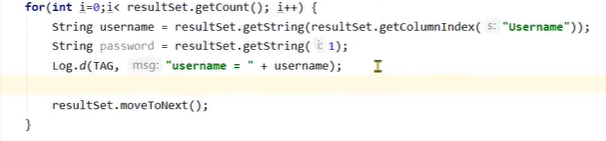 for(int i=0;i< resultSet.getCount(); i++) {
String username = resultSet.getString(resultSet.getColumnIndex( s: "Username"));
String password = resultSet.getString( i: 1);
Log.d(TAG, msg: "username = " + username);
resultSet.moveToNext();
}